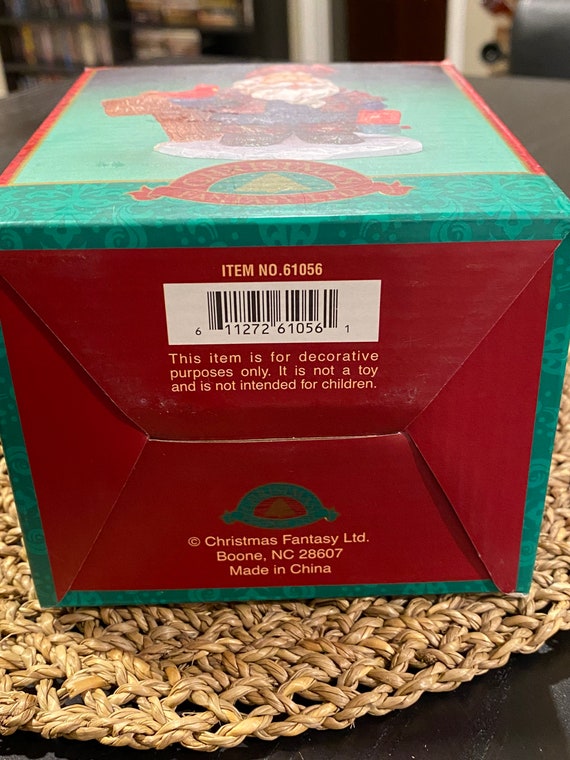 ITEM NO.61056
6 11272 61056 1
This item is for decorative
purposes only. It is not a toy
and is not intended for children.
© Christmas Fantasy Ltd.
Boone, NC 28607
Made in China